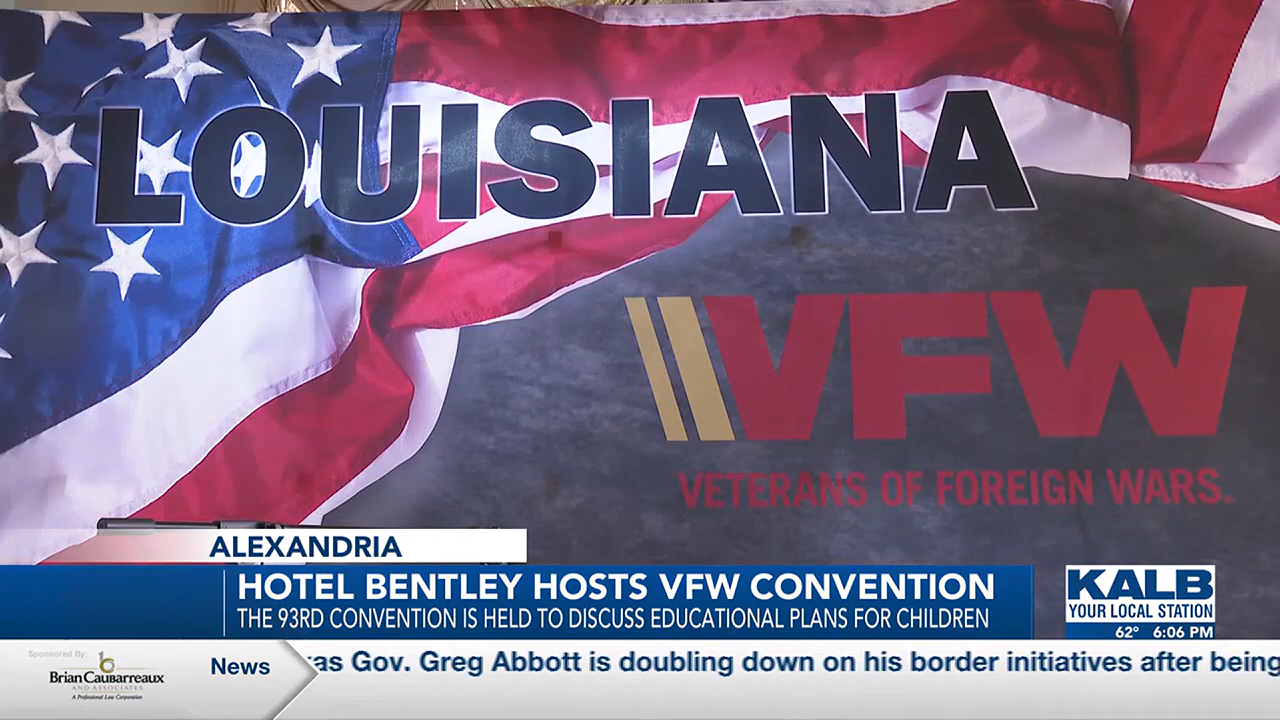 LOUISIANA
VFW
VETERANS OF FOREIGN WARS.
ALEXANDRIA
HOTEL BENTLEY HOSTS VFW CONVENTION
THE 93RD CONVENTION IS HELD TO DISCUSS EDUCATIONAL PLANS FOR CHILDREN
KALB
YOUR LOCAL STATION
62° 6:06 PM
Sponsored By:
Brian Caubarreaux
AND ASSOCIATES
A Professional Law Corporation
News
as Gov. Greg Abbott is doubling down on his border initiatives after being